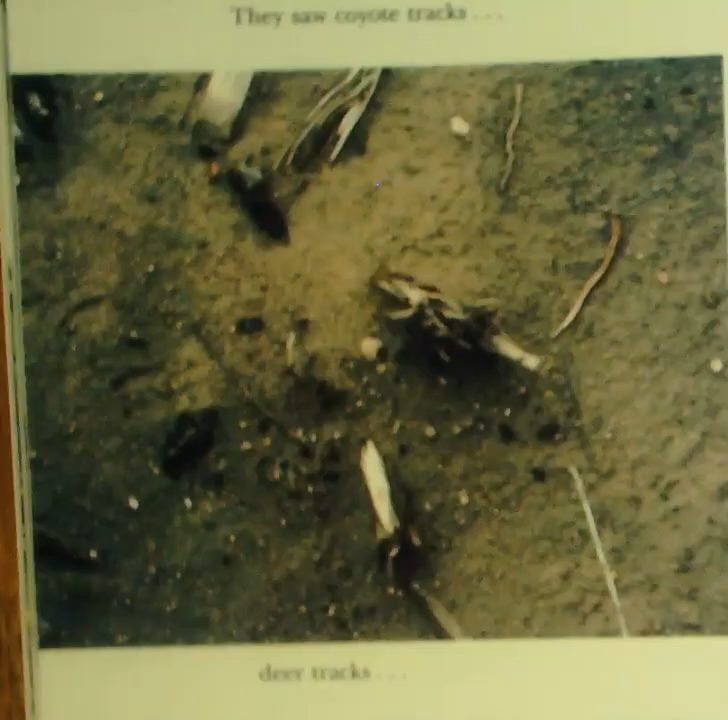 They saw coyote tracks . . .
deer tracks . . .